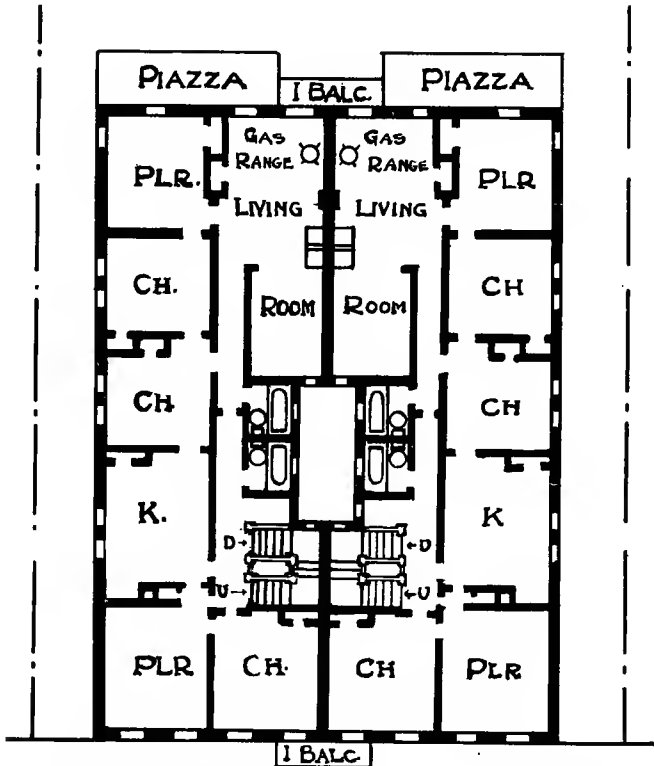 PIAZZA
I BALC.
PIAZZA
GAS
RANGE
GAS
RANGE
PLR.
PLR
LIVING
LIVING
CH.
CH
ROOM
ROOM
CH
CH
K.
K
D
D
U
U
PLR
CH.
CH
PLR
I BALC